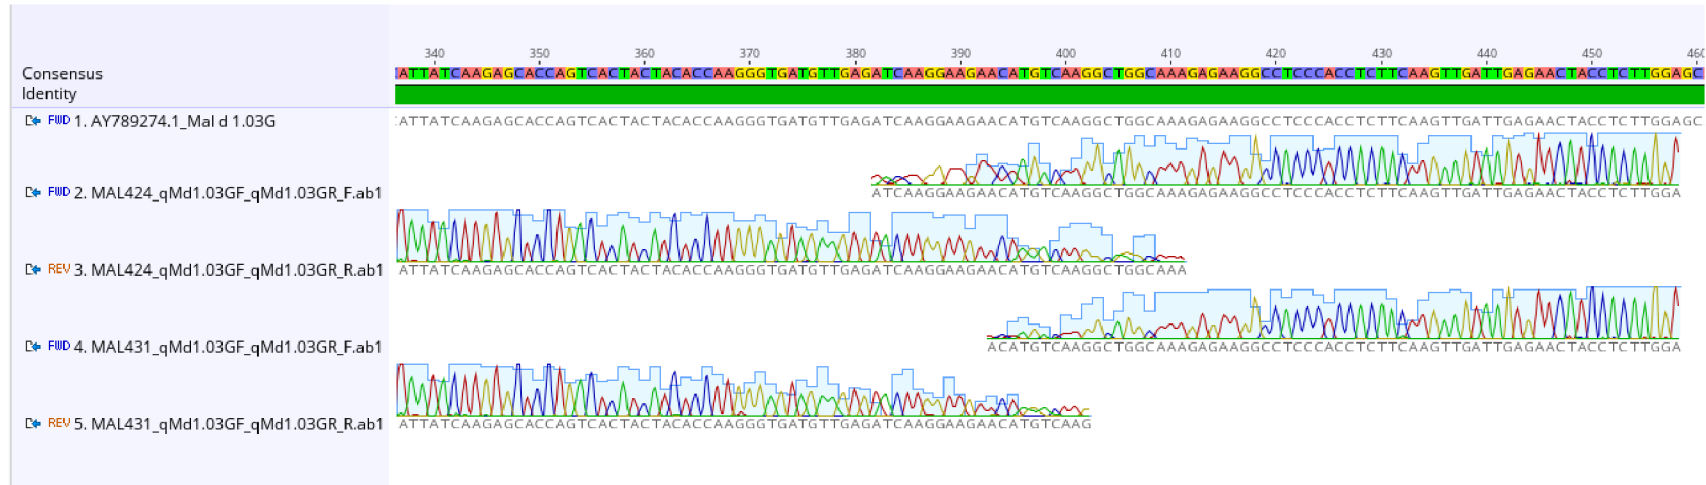 340 350 360 370 380 390 400 410 420 430 440 450 460
Consensus ATTATCAAGAGCACCAGTCACTACTACACCAAGGGTGATGTTGAGATCAAGGAAGAACATGTCAAGGCTGGCAAAGAGAAGGCCTCCCACCTCTTCAAGTTGATTGAGAACTACCTCTTGGAGC
Identity
FWD 1. AY789274.1_Mal d 1.03G ATTATCAAGAGCACCAGTCACTACTACACCAAGGGTGATGTTGAGATCAAGGAAGAACATGTCAAGGCTGGCAAAGAGAAGGCCTCCCACCTCTTCAAGTTGATTGAGAACTACCTCTTGGAGC
FWD 2. MAL424_qMd1.03GF_qMd1.03GR_F.ab1 ATCAAGGAAGAACATGTCAAGGCTGGCAAAGAGAAGGCCTCCCACCTCTTCAAGTTGATTGAGAACTACCTCTTGGA
REV 3. MAL424_qMd1.03GF_qMd1.03GR_R.ab1 ATTATCAAGAGCACCAGTCACTACTACACCAAGGGTGATGTTGAGATCAAGGAAGAACATGTCAAGGCTGGCAAA
FWD 4. MAL431_qMd1.03GF_qMd1.03GR_F.ab1 ACATGTCAAGGCTGGCAAAGAGAAGGCCTCCCACCTCTTCAAGTTGATTGAGAACTACCTCTTGGA
REV 5. MAL431_qMd1.03GF_qMd1.03GR_R.ab1 ATTATCAAGAGCACCAGTCACTACTACACCAAGGGTGATGTTGAGATCAAGGAAGAACATGTCAAG